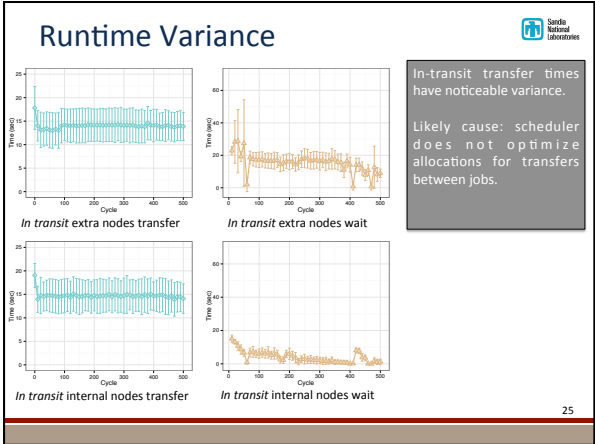 Runtime Variance
Sandia
National
Laboratories
25
20
15
10
5
0
Time (sec)
0 100 200 300 400 500
Cycle
In transit extra nodes transfer
60
40
20
0
Time (sec)
0 100 200 300 400 500
Cycle
In transit extra nodes wait
In-transit transfer times
have noticeable variance.
Likely cause: scheduler
does not optimize
allocations for transfers
between jobs.
25
20
15
10
5
0
Time (sec)
0 100 200 300 400 500
Cycle
In transit internal nodes transfer
60
40
20
0
Time (sec)
0 100 200 300 400 500
Cycle
In transit internal nodes wait
25